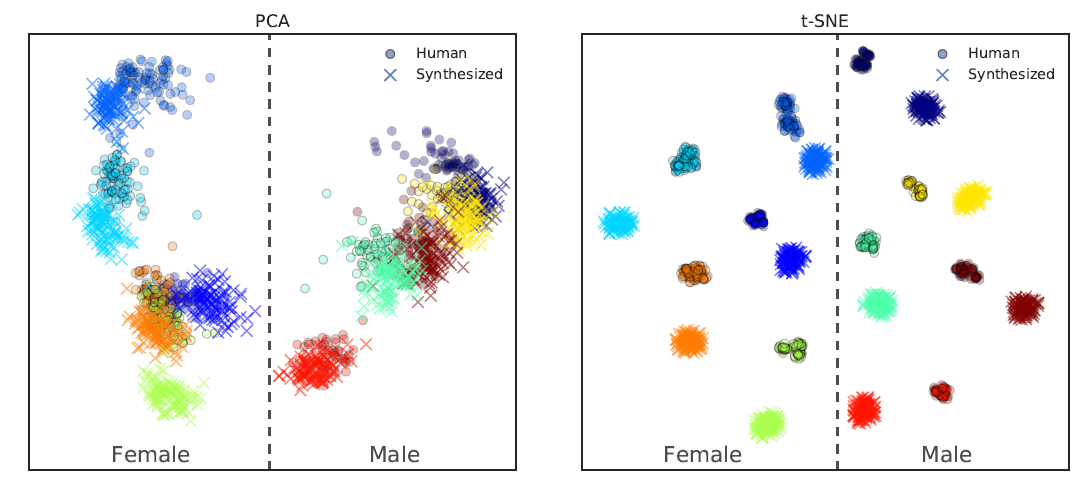 PCA
Human
Synthesized
Female
Male
t-SNE
Human
Synthesized
Female
Male